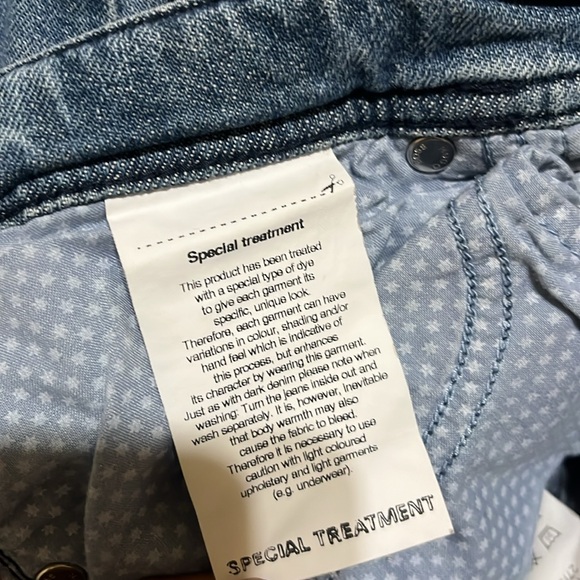 Special treatment
This product has been treated
with a special type of dye
to give each garment its
specific, unique look.
Therefore, each garment can have
variations in colour, shading and/or
hand feel which is indicative of
this process, but enhances
its character by wearing this garment.
Just as with dark denim please note when
washing: Turn the jeans inside out and
wash separately. It is, however, inevitable
that body warmth may also
cause the fabric to bleed.
Therefore it is necessary to use
caution with light coloured
upholstery and light garments
(e.g. underwear).
SPECIAL TREATMENT